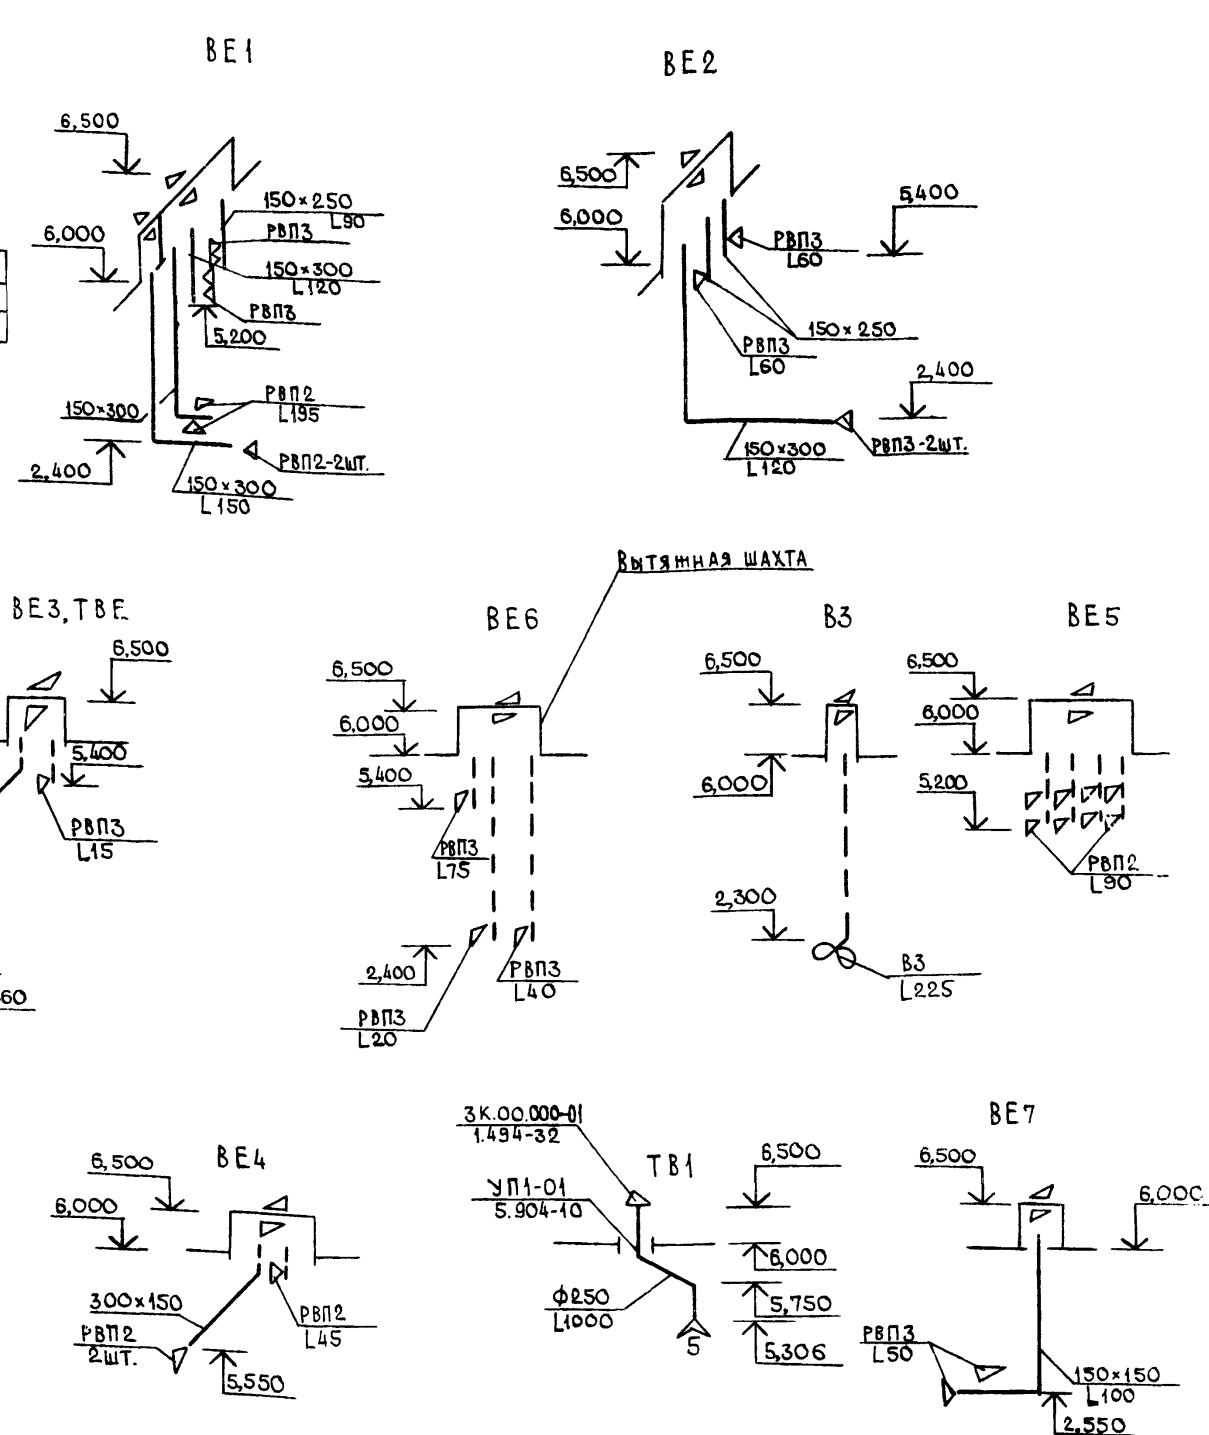 ВЕ1
6,500
6,000
150×250
L90
РВП3
150×300
L120
РВП3
5,200
150×300
РВП2
L195
2,400
РВП2-2ШТ.
150×300
L150
ВЕ2
6,500
6,000
5,400
РВП3
L60
150×250
РВП3
L60
2,400
150×300
L120
РВП3-2ШТ.
ВЫТЯЖНАЯ ШАХТА
ВЕ3, ТВЕ
6,500
5,400
РВП3
L15
60
ВЕ6
6,500
6,000
5,400
РВП3
L75
2,400
РВП3
L40
РВП3
L20
В3
6,500
6,000
2,300
В3
L225
ВЕ5
6,500
6,000
5,200
РВП2
L90
ВЕ4
6,500
6,000
300×150
РВП2
2ШТ.
РВП2
L45
5,550
3К.00.000-01
1.494-32
ТВ1
УП1-01
5.904-10
6,500
6,000
Ф250
L1000
5,750
5
5,306
ВЕ7
6,500
6,000
РВП3
L50
150×150
L100
2,550